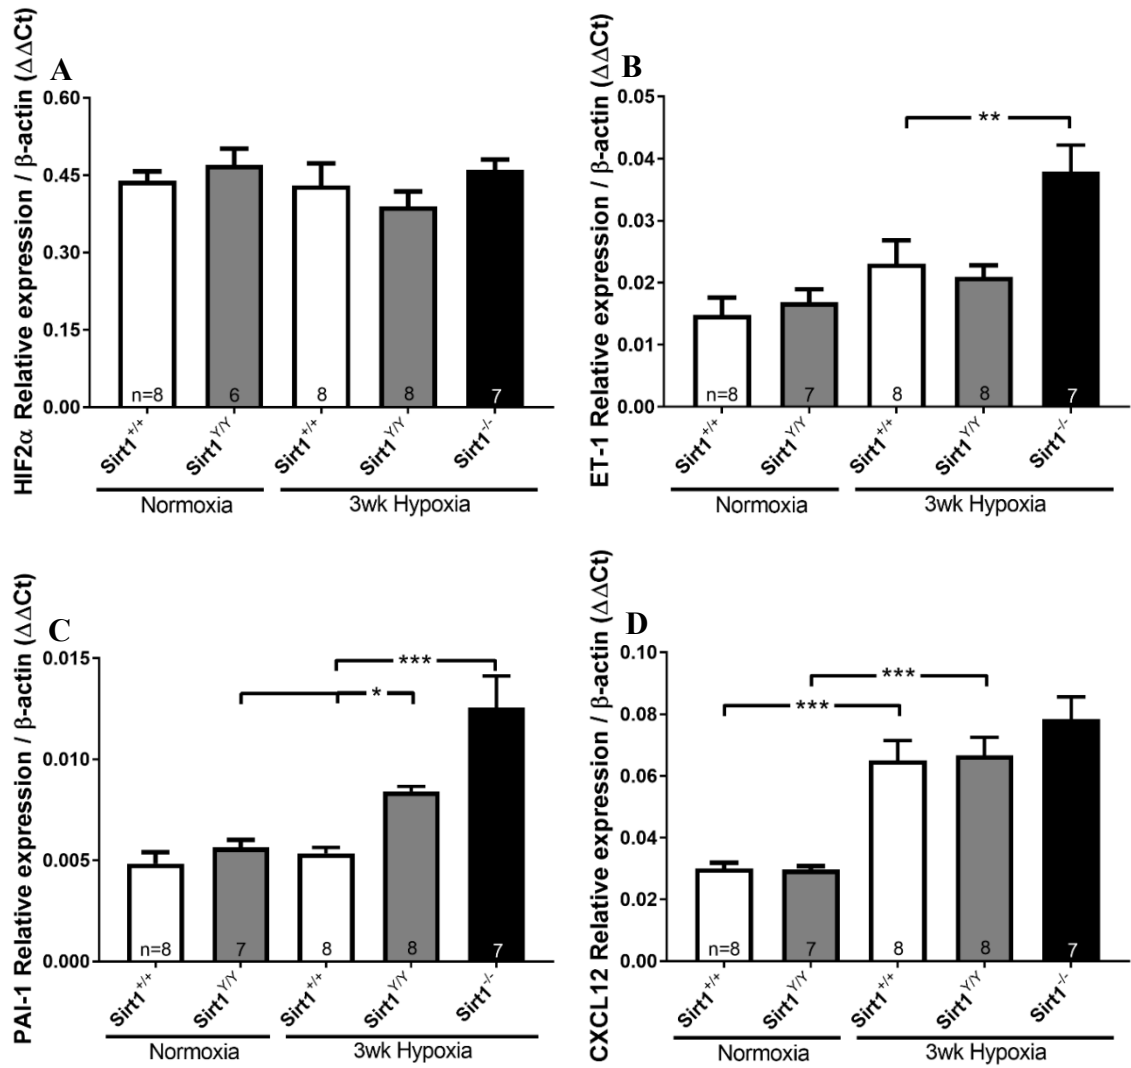 A
HIF2α Relative expression / β-actin (ΔΔCt)
0.60
0.45
0.30
0.15
0.00
n=8 6 8 8 7
Sirt1+/+ Sirt1Y/Y Sirt1+/+ Sirt1Y/Y Sirt1-/-
Normoxia 3wk Hypoxia
B
ET-1 Relative expression / β-actin (ΔΔCt)
0.05
**
0.04
0.03
0.02
0.01
0.00
n=8 7 8 8 7
Sirt1+/+ Sirt1Y/Y Sirt1+/+ Sirt1Y/Y Sirt1-/-
Normoxia 3wk Hypoxia
C
PAI-1 Relative expression / β-actin (ΔΔCt)
0.015
***
*
0.010
0.005
0.000
n=8 7 8 8 7
Sirt1+/+ Sirt1Y/Y Sirt1+/+ Sirt1Y/Y Sirt1-/-
Normoxia 3wk Hypoxia
D
CXCL12 Relative expression / β-actin (ΔΔCt)
0.10
***
***
0.08
0.06
0.04
0.02
0.00
n=8 7 8 8 7
Sirt1+/+ Sirt1Y/Y Sirt1+/+ Sirt1Y/Y Sirt1-/-
Normoxia 3wk Hypoxia